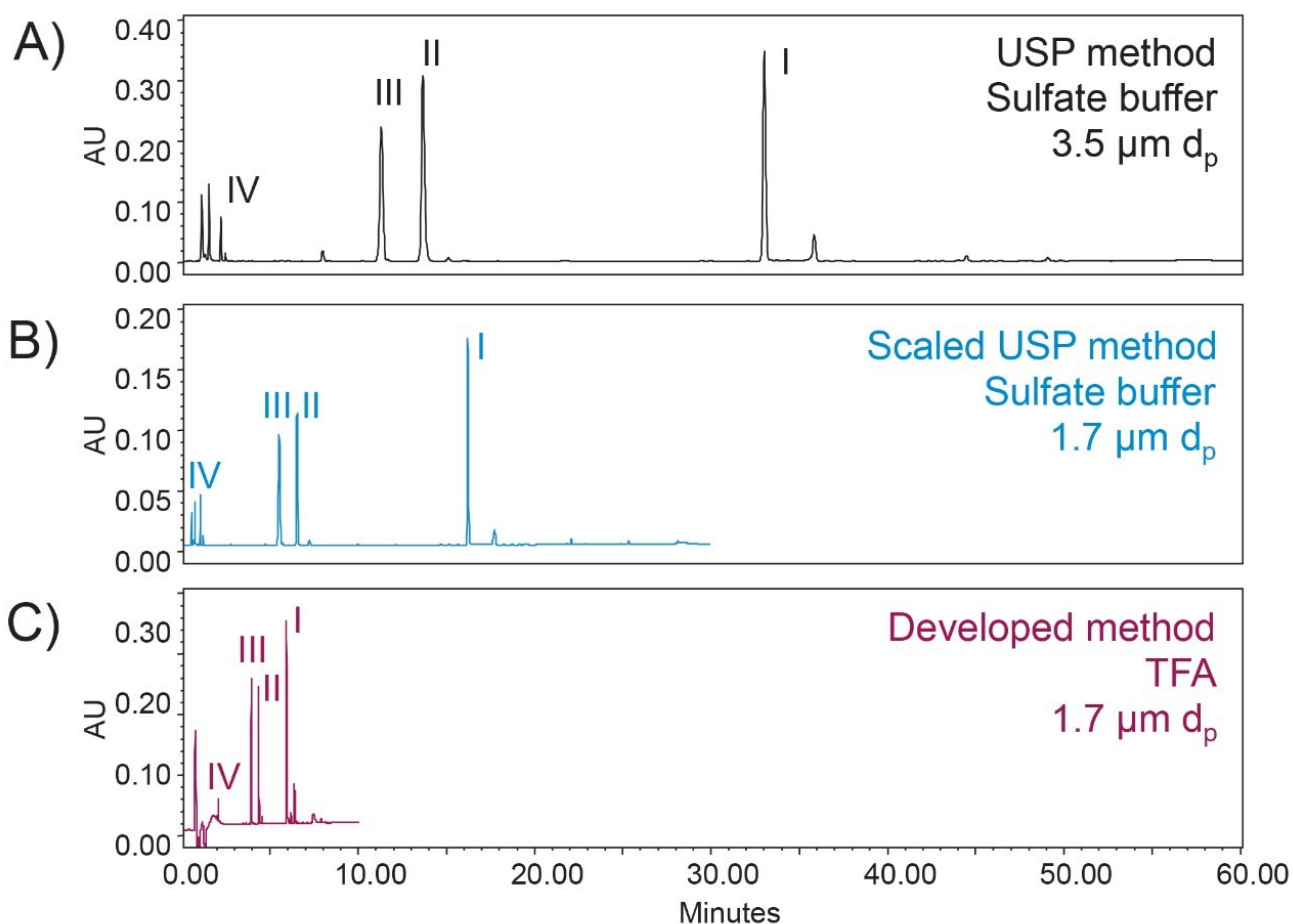 A)
USP method
Sulfate buffer
3.5 µm dp
AU
0.40
0.30
0.20
0.10
0.00
IV
III
II
I
B)
Scaled USP method
Sulfate buffer
1.7 µm dp
AU
0.20
0.15
0.10
0.05
0.00
IV
III
II
I
C)
Developed method
TFA
1.7 µm dp
AU
0.30
0.20
0.10
0.00
IV
III
II
I
0.00 10.00 20.00 30.00 40.00 50.00 60.00
Minutes